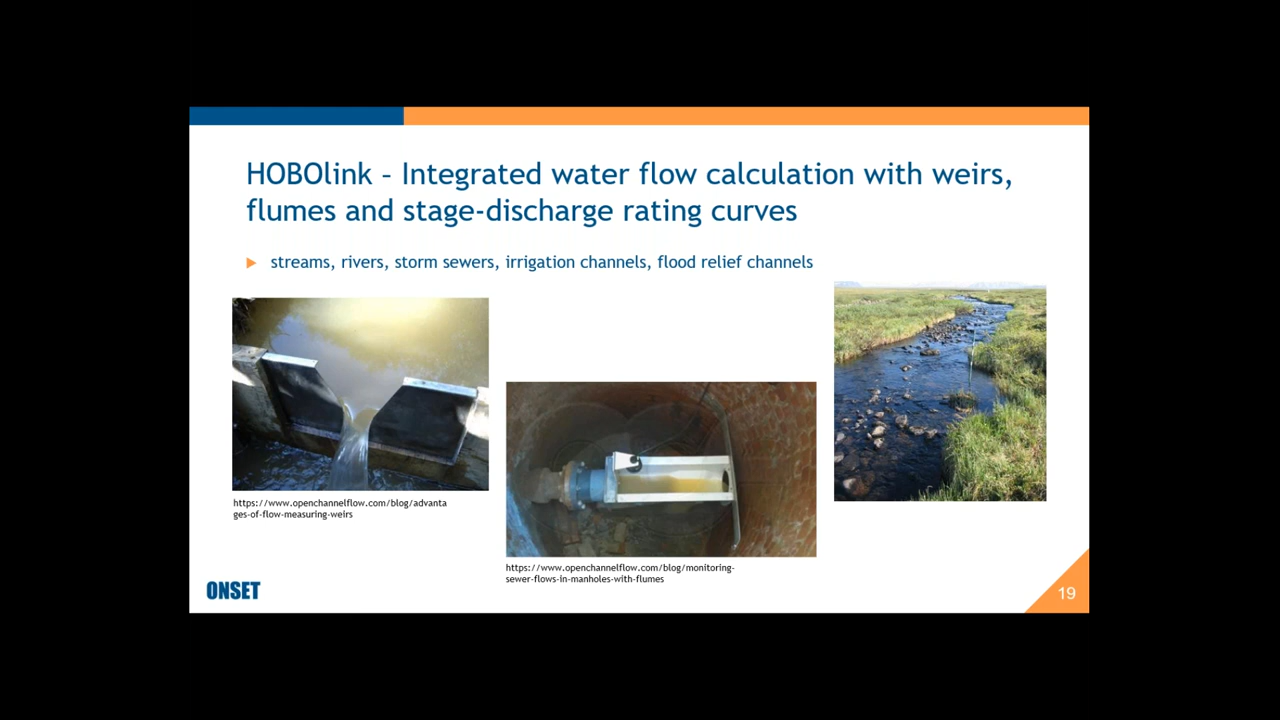 HOBOlink – Integrated water flow calculation with weirs,
flumes and stage-discharge rating curves
streams, rivers, storm sewers, irrigation channels, flood relief channels
https://www.openchannelflow.com/blog/advanta
ges-of-flow-measuring-weirs
https://www.openchannelflow.com/blog/monitoring-
sewer-flows-in-manholes-with-flumes
ONSET
19